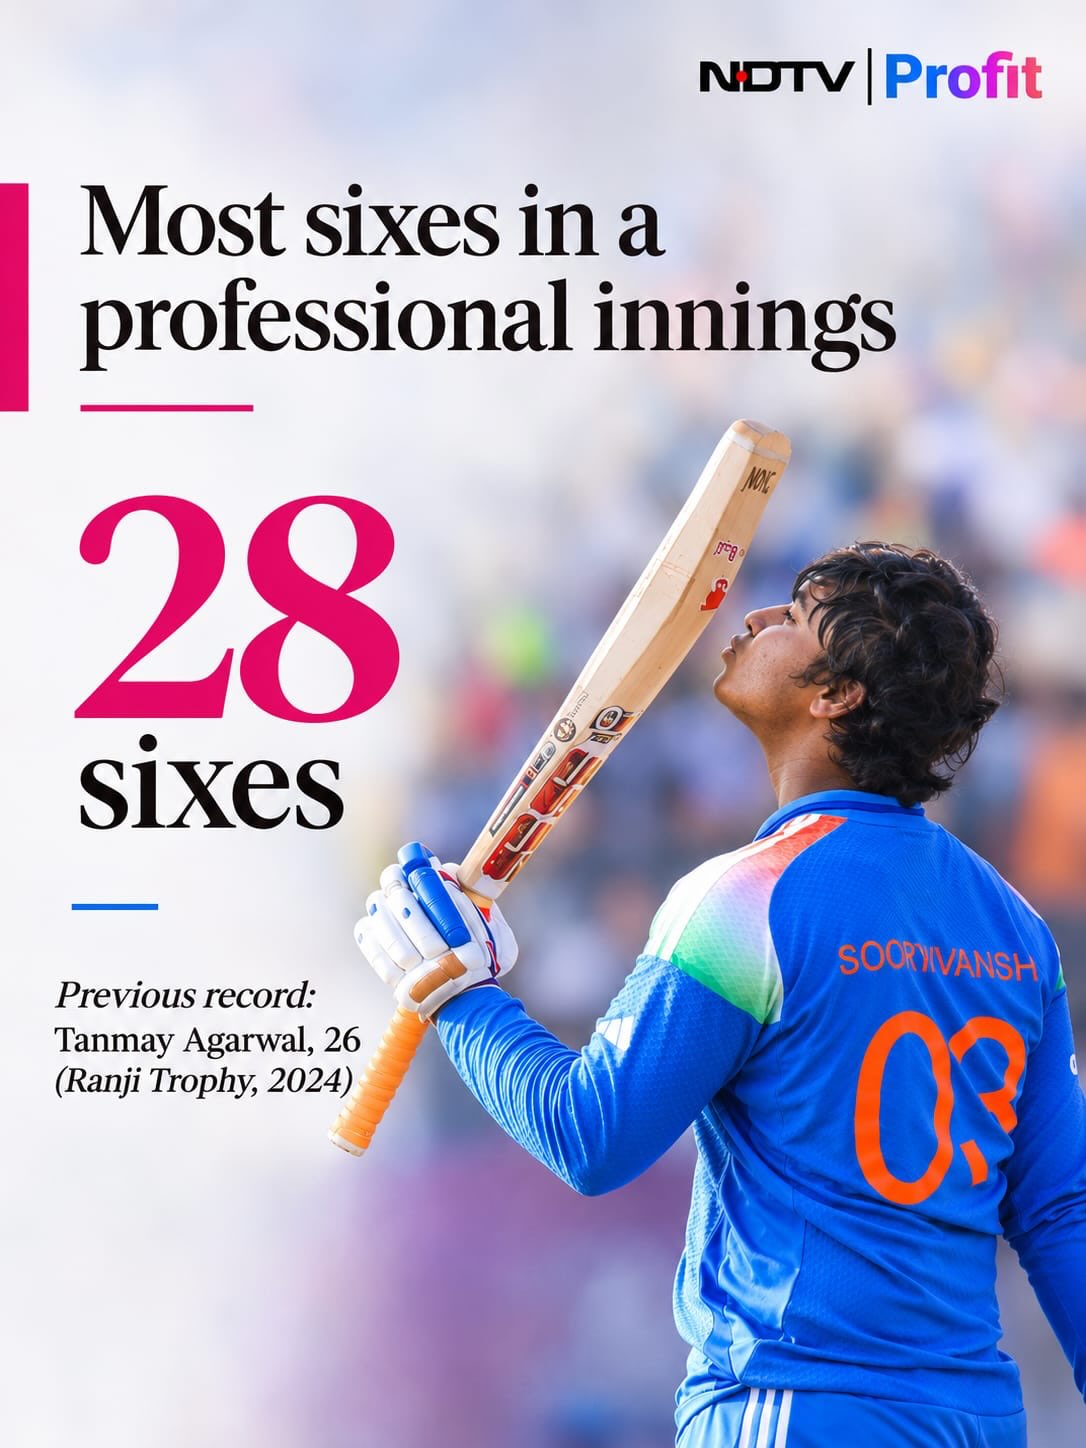 NDTV | Profit
Most sixes in a
professional innings
28
sixes
Previous record:
Tanmay Agarwal, 26
(Ranji Trophy, 2024)
SOORYAVANSH
03